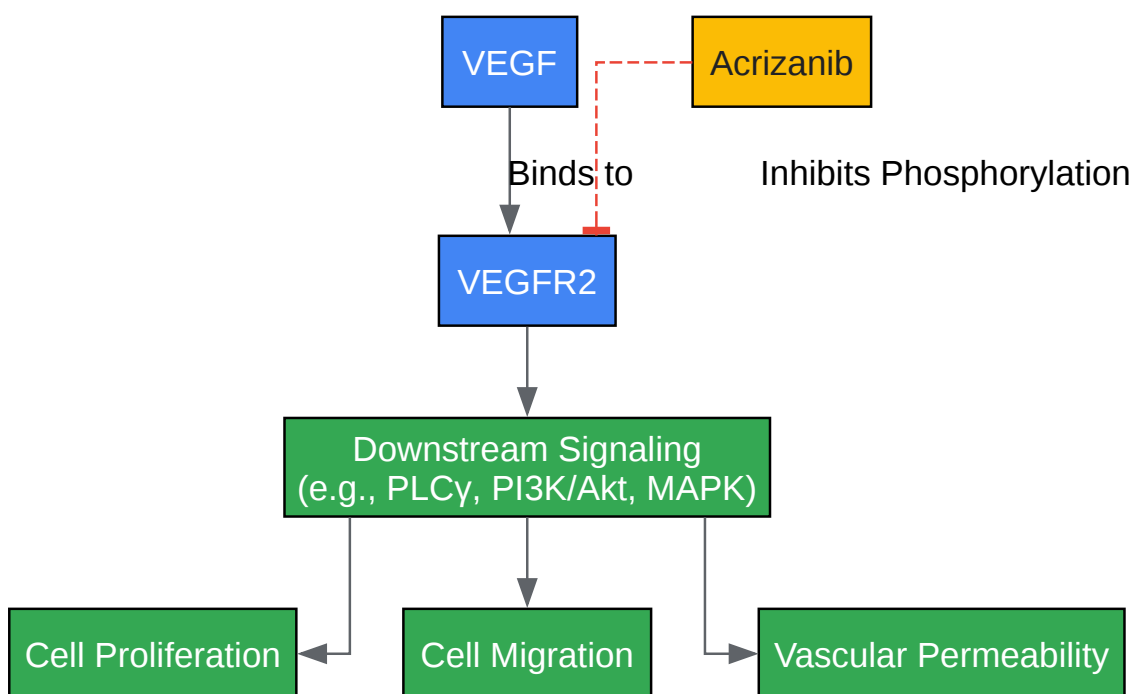 VEGF
Acrizanib
Binds to
Inhibits Phosphorylation
VEGFR2
Downstream Signaling
(e.g., PLCγ, PI3K/Akt, MAPK)
Cell Proliferation
Cell Migration
Vascular Permeability